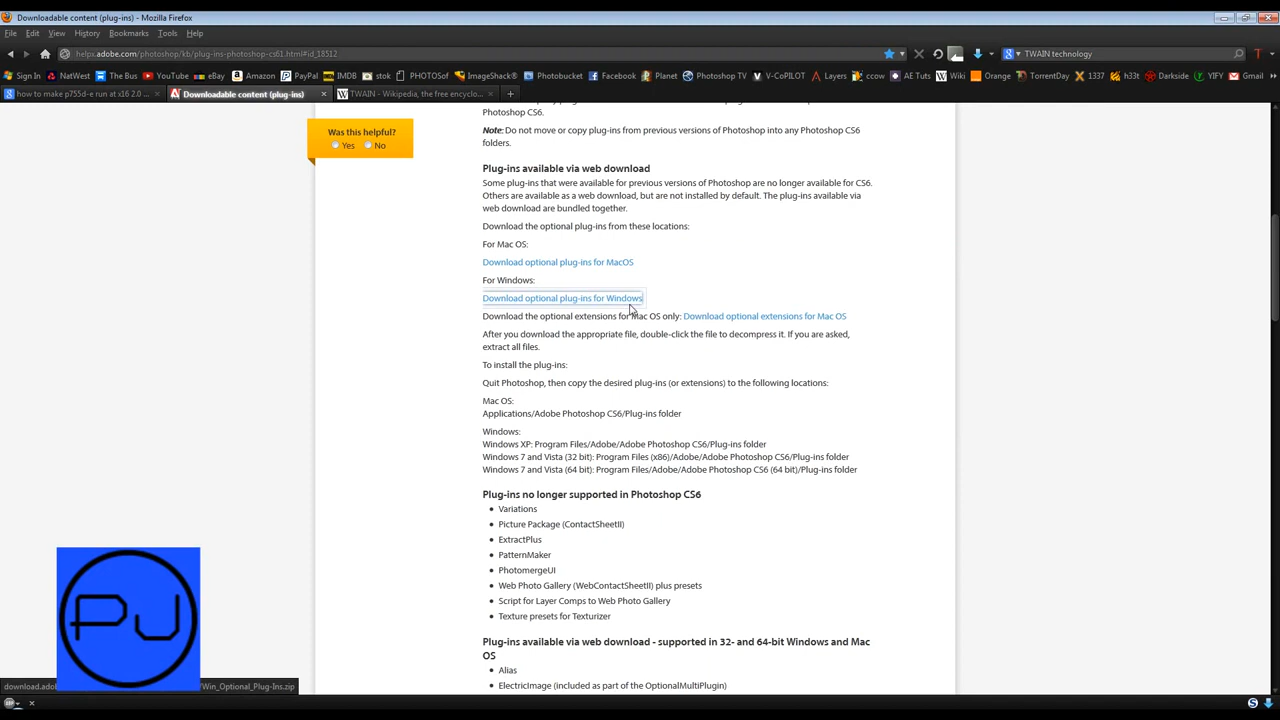 Downloadable content (plug-ins) - Mozilla Firefox
File Edit View History Bookmarks Tools Help
helpx.adobe.com/photoshop/kb/plug-ins-photoshop-cs61.html#id_18512
TWAIN technology
Sign In NatWest The Bus YouTube eBay Amazon PayPal IMDB stok PHOTOSof ImageShack® Photobucket Facebook Planet Photoshop TV V-CoPILOT Layers ccow AE Tuts Wiki Orange TorrentDay 1337 h33t Darkside YIFY Gmail
how to make p755d-e run at x16 2.0 ... Downloadable content (plug-ins) TWAIN - Wikipedia, the free encyclo...
Photoshop CS6.
Was this helpful?
Yes No
Note: Do not move or copy plug-ins from previous versions of Photoshop into any Photoshop CS6
folders.
Plug-ins available via web download
Some plug-ins that were available for previous versions of Photoshop are no longer available for CS6.
Others are available as a web download, but are not installed by default. The plug-ins available via
web download are bundled together.
Download the optional plug-ins from these locations:
For Mac OS:
Download optional plug-ins for MacOS
For Windows:
Download optional plug-ins for Windows
Download the optional extensions for Mac OS only: Download optional extensions for Mac OS
After you download the appropriate file, double-click the file to decompress it. If you are asked,
extract all files.
To install the plug-ins:
Quit Photoshop, then copy the desired plug-ins (or extensions) to the following locations:
Mac OS:
Applications/Adobe Photoshop CS6/Plug-ins folder
Windows:
Windows XP: Program Files/Adobe/Adobe Photoshop CS6/Plug-ins folder
Windows 7 and Vista (32 bit): Program Files (x86)/Adobe/Adobe Photoshop CS6/Plug-ins folder
Windows 7 and Vista (64 bit): Program Files/Adobe/Adobe Photoshop CS6 (64 bit)/Plug-ins folder
Plug-ins no longer supported in Photoshop CS6
Variations
Picture Package (ContactSheetII)
ExtractPlus
PatternMaker
PhotomergeUI
Web Photo Gallery (WebContactSheetII) plus presets
Script for Layer Comps to Web Photo Gallery
Texture presets for Texturizer
Plug-ins available via web download - supported in 32- and 64-bit Windows and Mac
OS
Alias
ElectricImage (included as part of the OptionalMultiPlugin)
PJ
download.ado /Win_Optional_Plug-Ins.zip